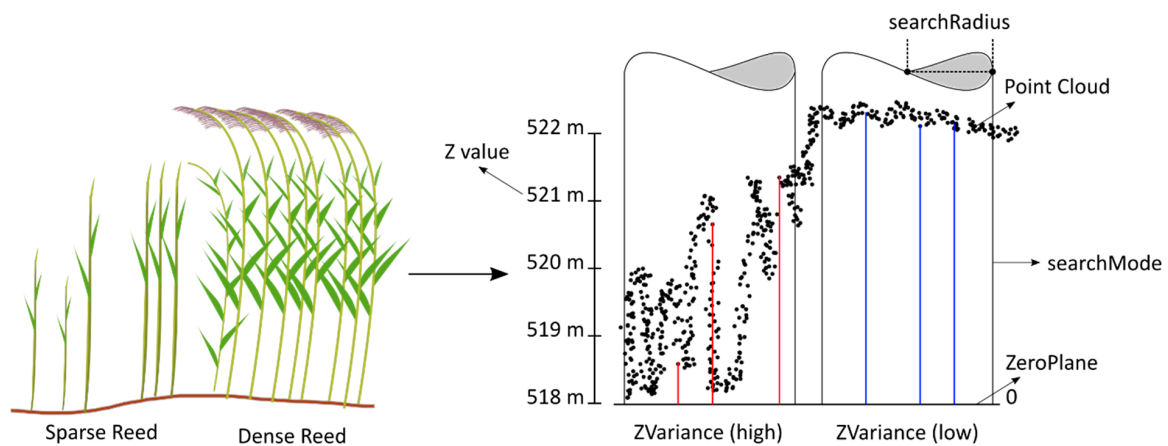 searchRadius
Point Cloud
522 m
Z value
521 m
520 m
searchMode
519 m
ZeroPlane
518 m
0
Sparse Reed
Dense Reed
ZVariance (high)
ZVariance (low)